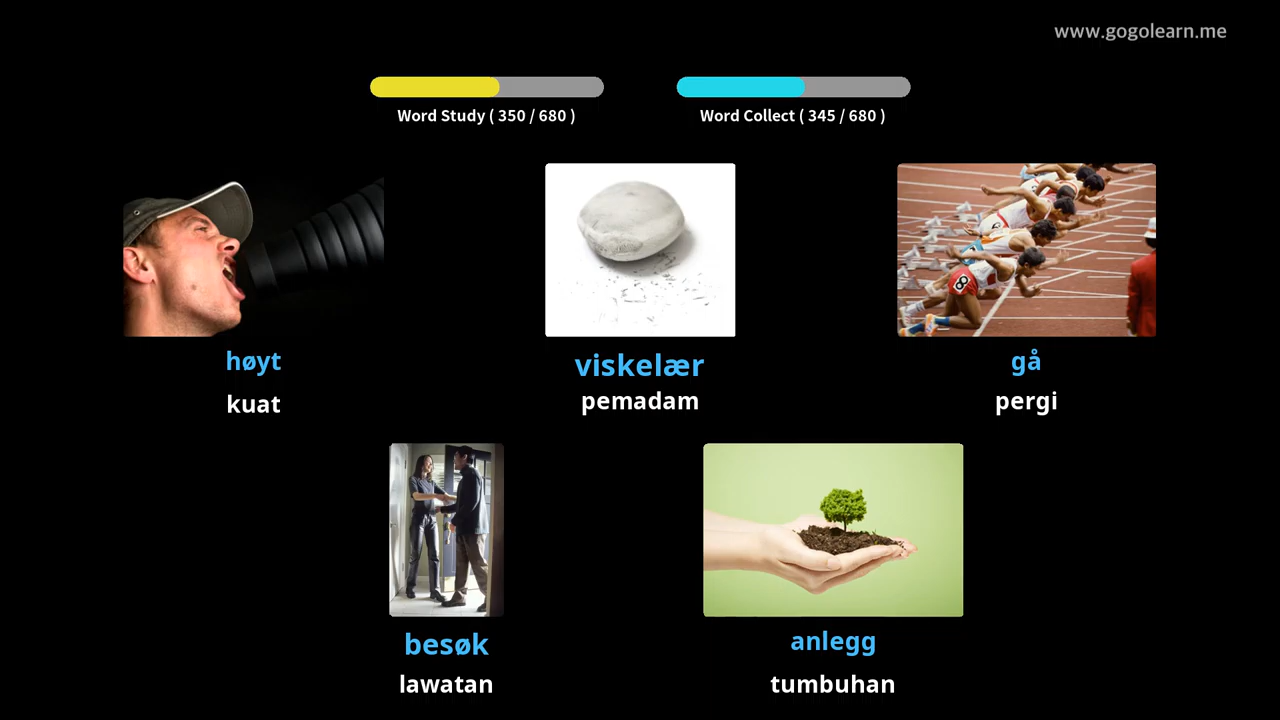 www.gogolearn.me
Word Study ( 350 / 680 )
Word Collect ( 345 / 680 )
høyt
kuat
viskelær
pemadam
gå
pergi
8
besøk
lawatan
anlegg
tumbuhan